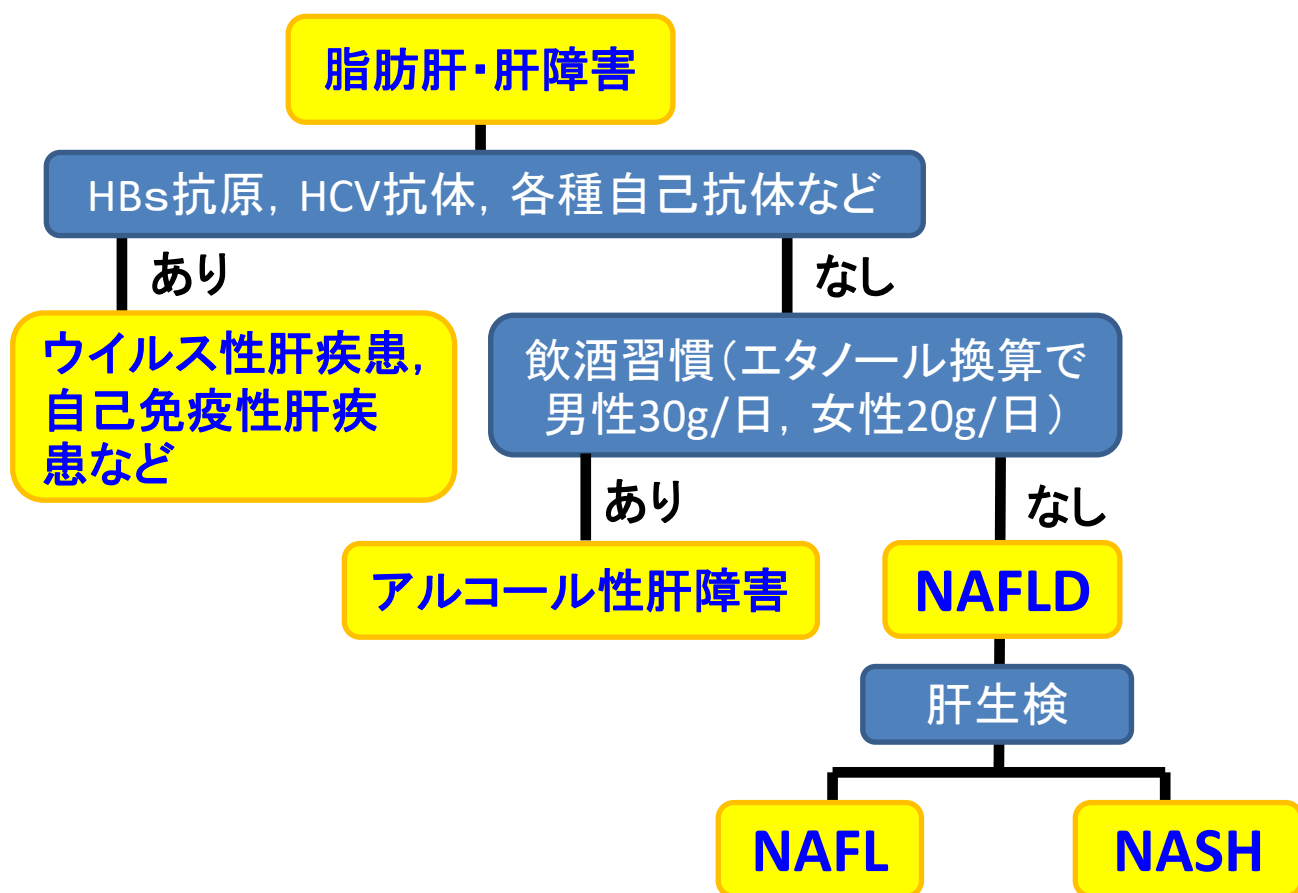 脂肪肝・肝障害
HBs抗原，HCV抗体，各種自己抗体など
あり
なし
ウイルス性肝疾患，
自己免疫性肝疾
患など
飲酒習慣（エタノール換算で
男性30g/日，女性20g/日）
あり
なし
アルコール性肝障害
NAFLD
肝生検
NAFL
NASH